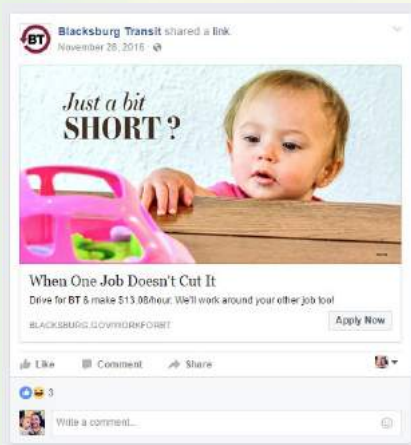 BT
Blacksburg Transit shared a link
November 28, 2016
Just a bit
SHORT?
When One Job Doesn't Cut It
Drive for BT & make $13.08/hour. We'll work around your other job too!
BLACKSBURG.GOV/WORKFORBT
Apply Now
Like Comment Share
3
Write a comment...